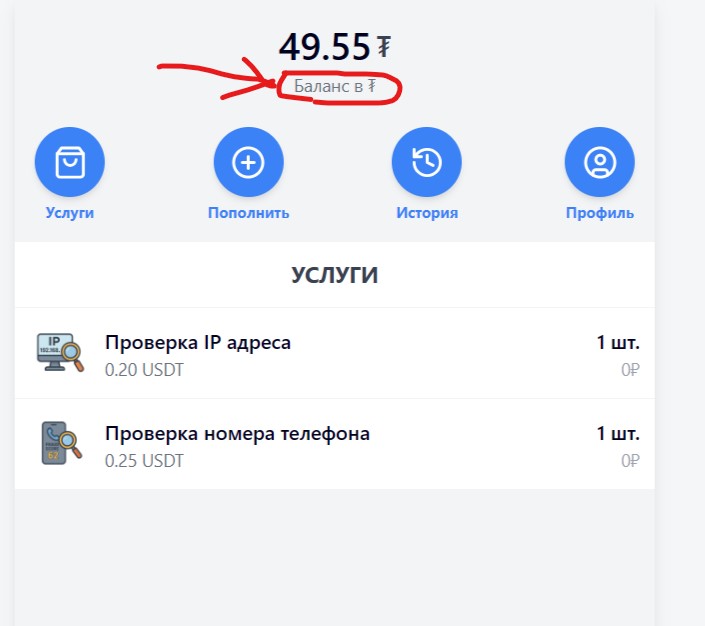 49.55 ₮
Баланс в ₮
Услуги
Пополнить
История
Профиль
УСЛУГИ
IP
Проверка IP адреса
1 шт.
0.20 USDT
0₽
Проверка номера телефона
1 шт.
0.25 USDT
0₽